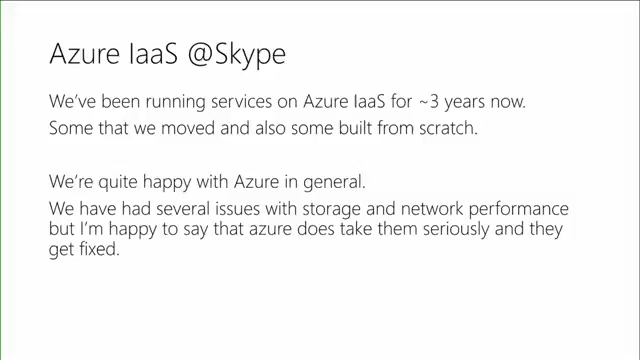 Azure IaaS @Skype
We've been running services on Azure IaaS for ~3 years now.
Some that we moved and also some built from scratch.
We're quite happy with Azure in general.
We have had several issues with storage and network performance
but I'm happy to say that azure does take them seriously and they
get fixed.